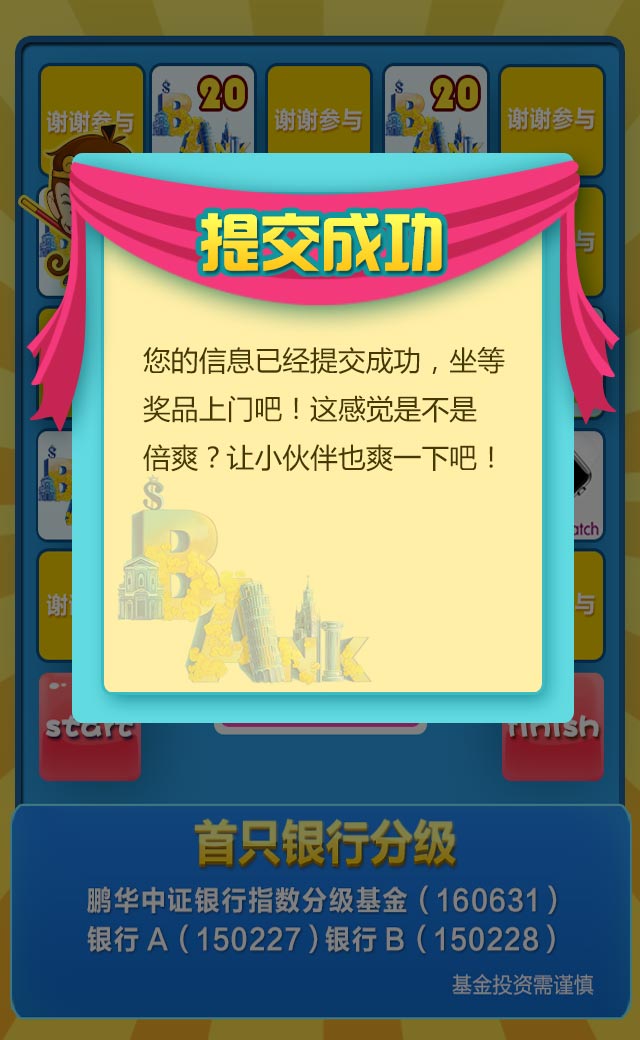 谢谢参与
20
谢谢参与
20
谢谢参与
提交成功
您的信息已经提交成功，坐等
奖品上门吧！这感觉是不是
倍爽？让小伙伴也爽一下吧！
$
BANK
atch
谢
与
start
finish
首只银行分级
鹏华中证银行指数分级基金（160631）
银行A（150227）银行B（150228）
基金投资需谨慎